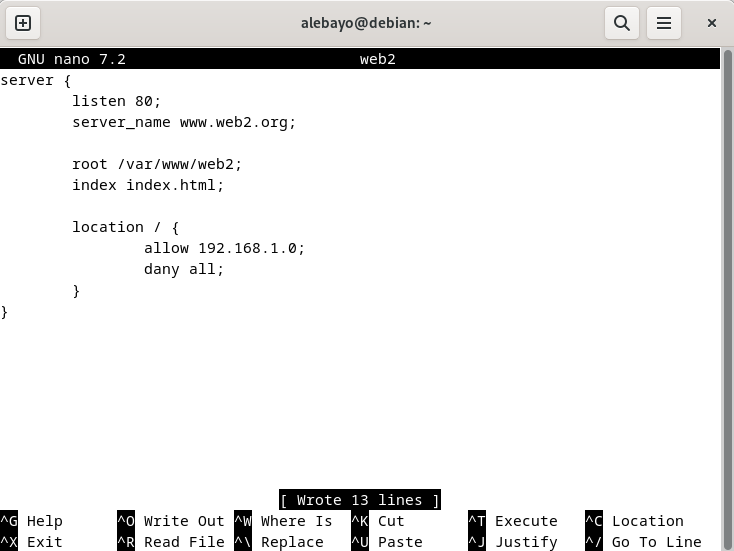 alebayo@debian: ~
GNU nano 7.2 web2
server {
listen 80;
server_name www.web2.org;
root /var/www/web2;
index index.html;
location / {
allow 192.168.1.0;
dany all;
}
}
[ Wrote 13 lines ]
^G Help ^O Write Out ^W Where Is ^K Cut ^T Execute ^C Location
^X Exit ^R Read File ^\ Replace ^U Paste ^J Justify ^/ Go To Line